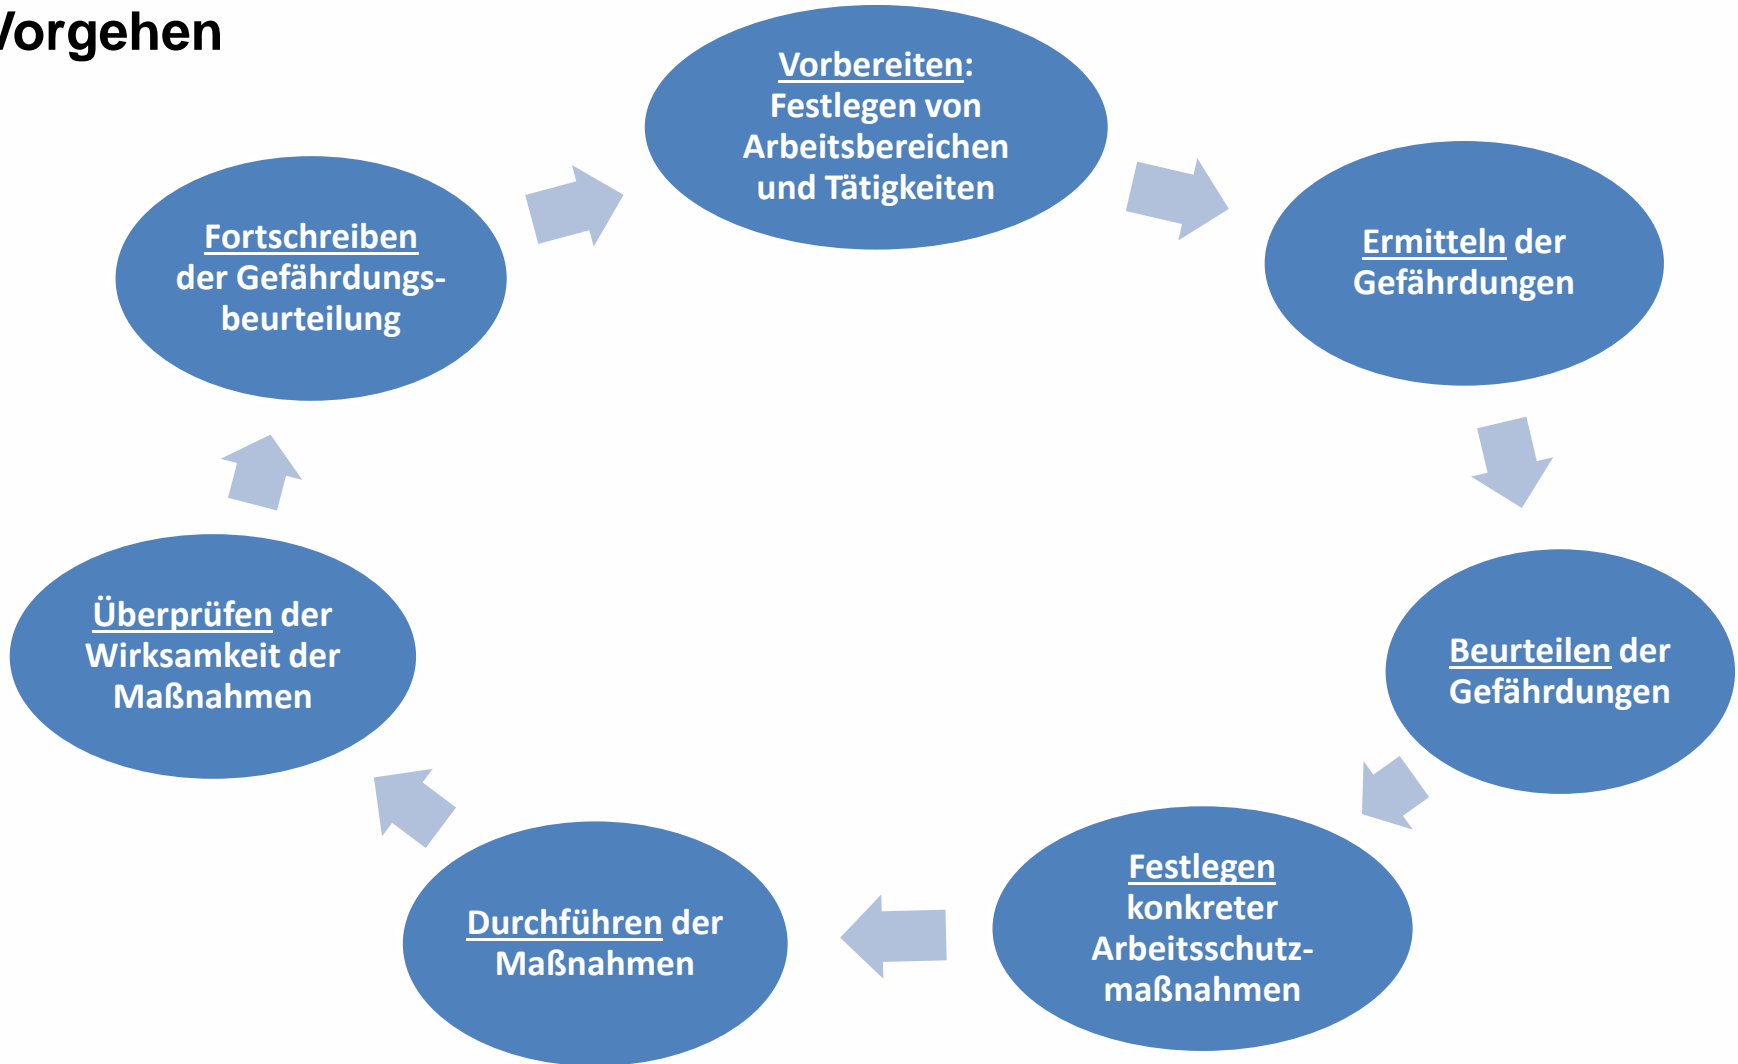 Vorgehen
Vorbereiten:
Festlegen von
Arbeitsbereichen
und Tätigkeiten
Ermitteln der
Gefährdungen
Beurteilen der
Gefährdungen
Festlegen
konkreter
Arbeitsschutz-
maßnahmen
Durchführen der
Maßnahmen
Überprüfen der
Wirksamkeit der
Maßnahmen
Fortschreiben
der Gefährdungs-
beurteilung